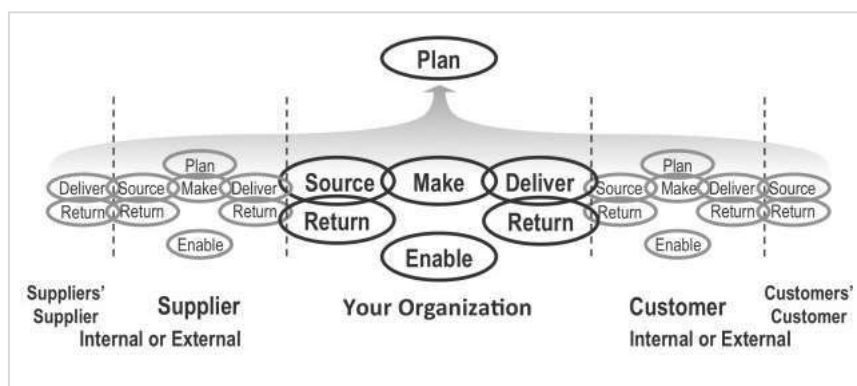 Plan
Plan Plan
Deliver Source Make Deliver Source Make Deliver Source Make Deliver Source
Return Return Return Return Return Return Return Return
Enable Enable Enable
Suppliers' Supplier Your Organization Customer Customers'
Supplier Customer
Internal or External Internal or External